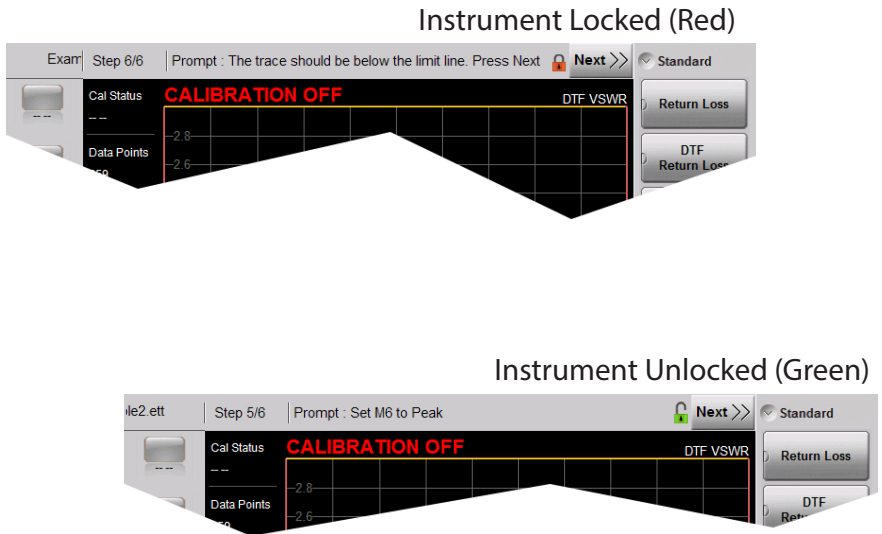 Instrument Locked (Red)
Exam Step 6/6 Prompt : The trace should be below the limit line. Press Next Next >> Standard
Cal Status CALIBRATION OFF DTF VSWR Return Loss
-- -- -- --
Data Points -2.8 DTF
-2.6 Return Loss
Instrument Unlocked (Green)
ple2.ett Step 5/6 Prompt : Set M6 to Peak Next >> Standard
Cal Status CALIBRATION OFF DTF VSWR Return Loss
-- -- -- --
-2.8
Data Points DTF
-2.6